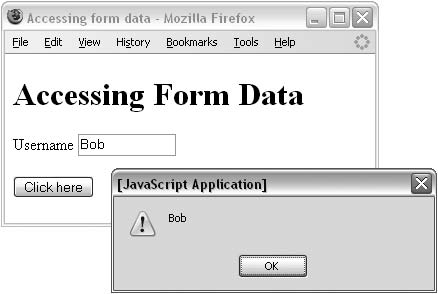 Accessing form data - Mozilla Firefox
File Edit View History Bookmarks Tools Help
Accessing Form Data
Username Bob
Click here
[JavaScript Application]
Bob
OK